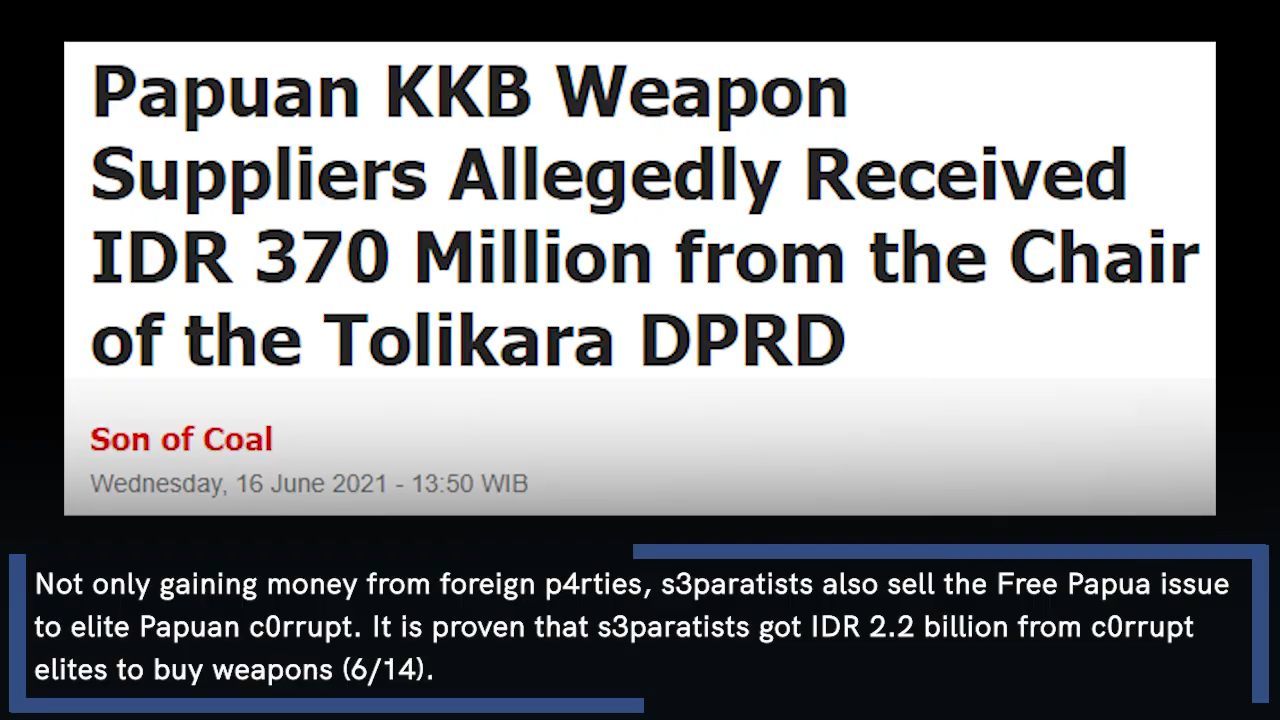 Papuan KKB Weapon
Suppliers Allegedly Received
IDR 370 Million from the Chair
of the Tolikara DPRD
Son of Coal
Wednesday, 16 June 2021 - 13:50 WIB
Not only gaining money from foreign p4rties, s3paratists also sell the Free Papua issue
to elite Papuan c0rrupt. It is proven that s3paratists got IDR 2.2 billion from c0rrupt
elites to buy weapons (6/14).